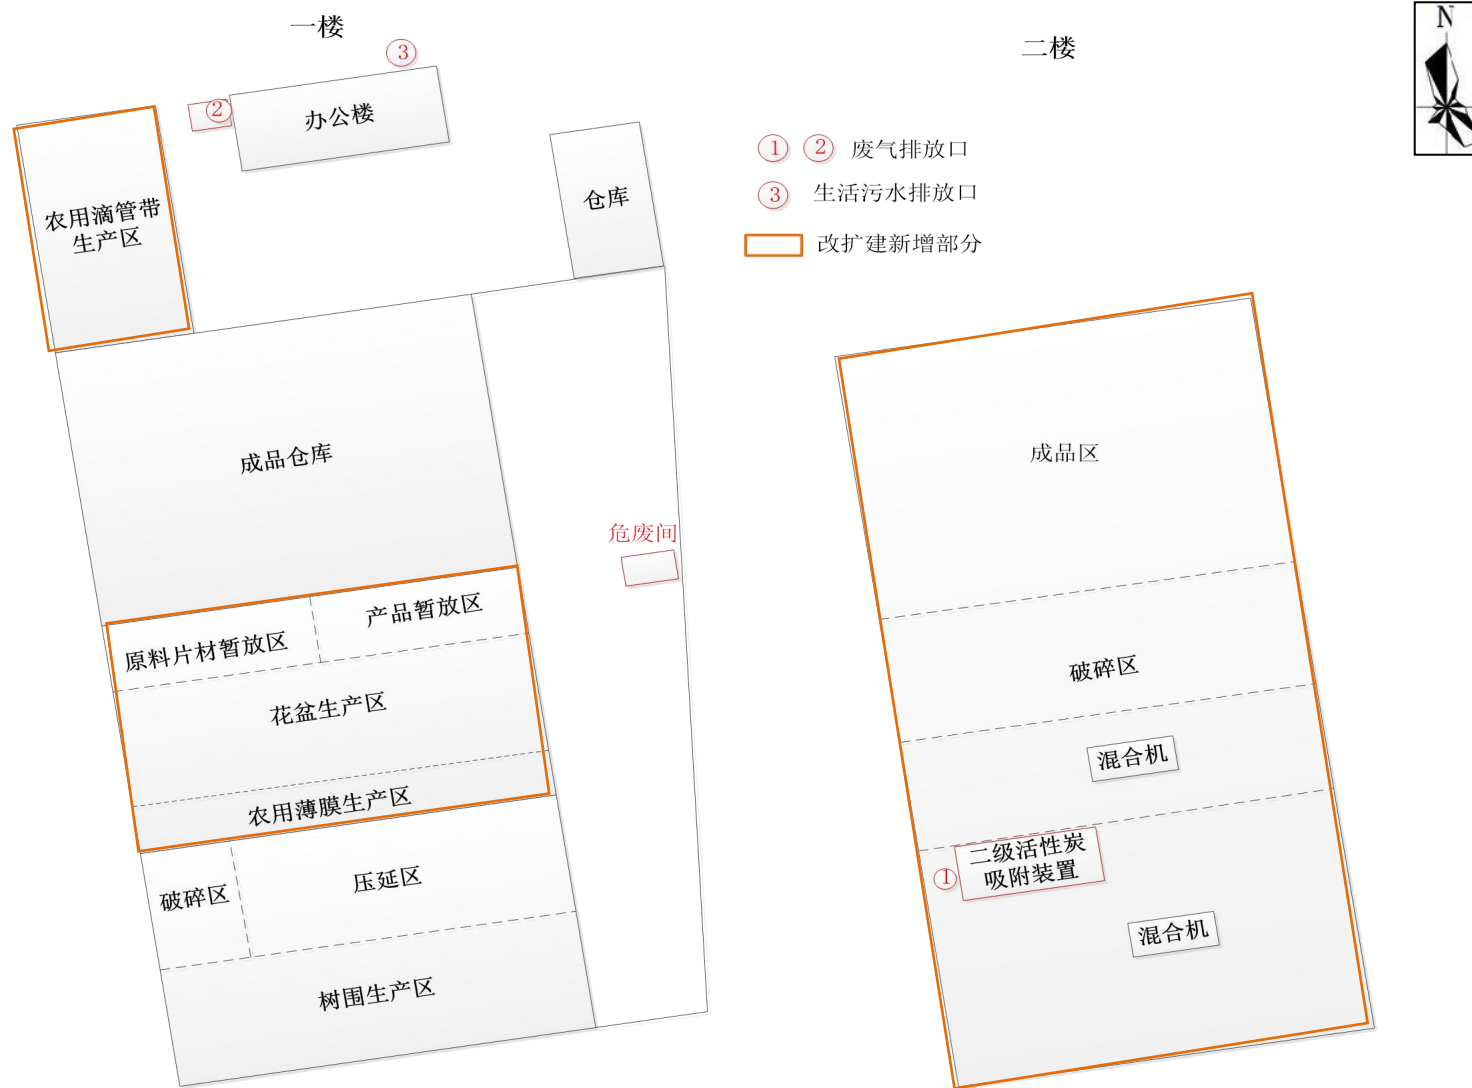 一楼
二楼
N
③
②
办公楼
① ② 废气排放口
③ 生活污水排放口
改扩建新增部分
农用滴管带
生产区
仓库
成品仓库
危废间
原料片材暂放区
产品暂放区
花盆生产区
农用薄膜生产区
破碎区
压延区
树围生产区
成品区
破碎区
混合机
二级活性炭
吸附装置
①
混合机